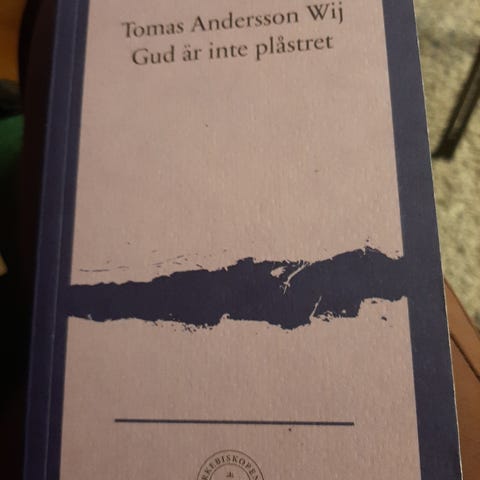 Tomas Andersson Wij
Gud är inte plåstret